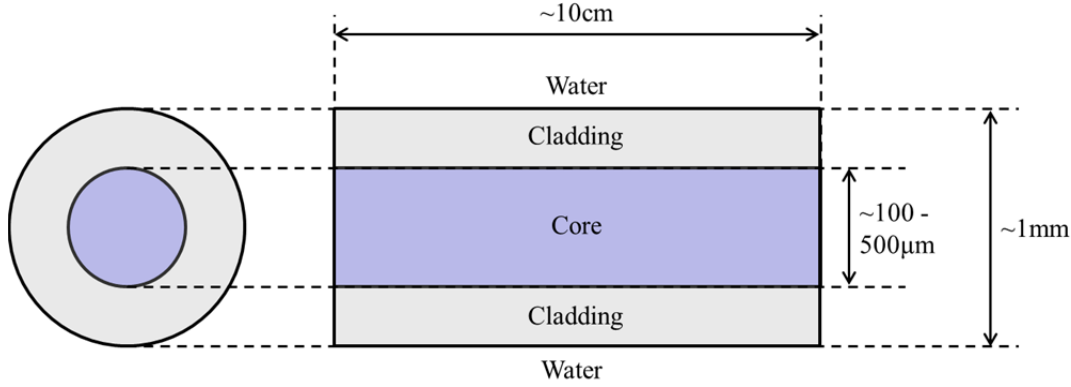 ~10cm
Water
Cladding
Core
~100 -
500μm
~1mm
Cladding
Water